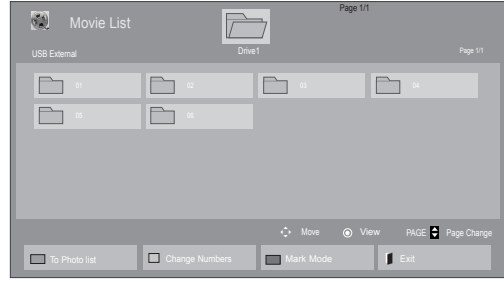 Page 1/1
Movie List
USB External
Drive1
Page 1/1
01
02
03
04
05
06
Move
View
PAGE
Page Change
To Photo list
Change Numbers
Mark Mode
Exit